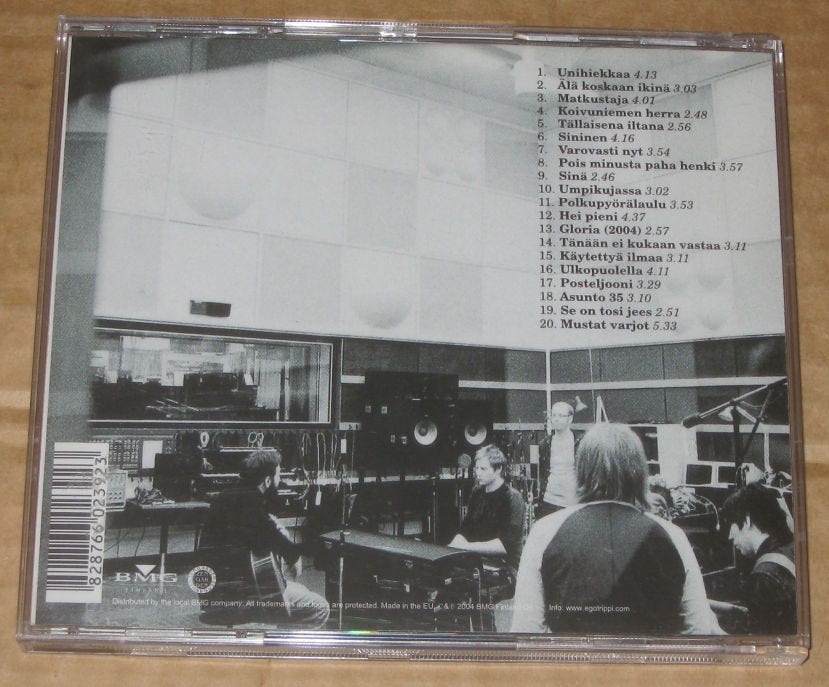 1. Unihiekkaa 4.13
2. Älä koskaan ikinä 3.03
3. Matkustaja 4.01
4. Koivuniemen herra 2.48
5. Tällaisena iltana 2.56
6. Sininen 4.16
7. Varovasti nyt 3.54
8. Pois minusta paha henki 3.57
9. Sinä 2.46
10. Umpikujassa 3.02
11. Polkupyörälaulu 3.53
12. Hei pieni 4.37
13. Gloria (2004) 2.57
14. Tänään ei kukaan vastaa 3.11
15. Käytettyä ilmaa 3.11
16. Ulkopuolella 4.11
17. Posteljooni 3.29
18. Asunto 35 3.10
19. Se on tosi jees 2.51
20. Mustat varjot 5.33
828766023923
BMG
FINLAND
Distributed by the local BMG company. All trademarks and logos are protected. Made in the EU. © & ℗ 2004 BMG Finland Info: www.egotrippi.com